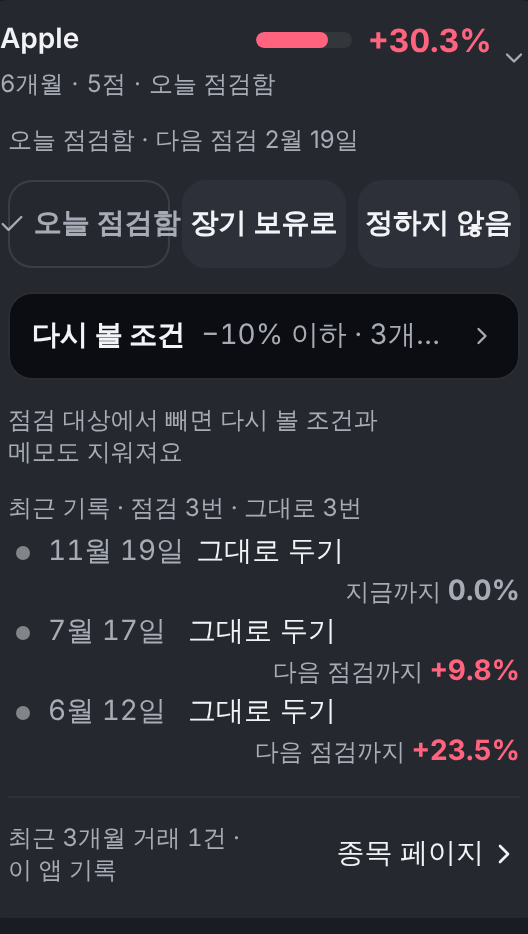 Apple +30.3%
6개월 · 5점 · 오늘 점검함
오늘 점검함 · 다음 점검 2월 19일
오늘 점검함 장기 보유로 정하지 않음
다시 볼 조건 −10% 이하 · 3개...
점검 대상에서 빼면 다시 볼 조건과
메모도 지워져요
최근 기록 · 점검 3번 · 그대로 3번
11월 19일 그대로 두기
지금까지 0.0%
7월 17일 그대로 두기
다음 점검까지 +9.8%
6월 12일 그대로 두기
다음 점검까지 +23.5%
최근 3개월 거래 1건 ·
이 앱 기록
종목 페이지